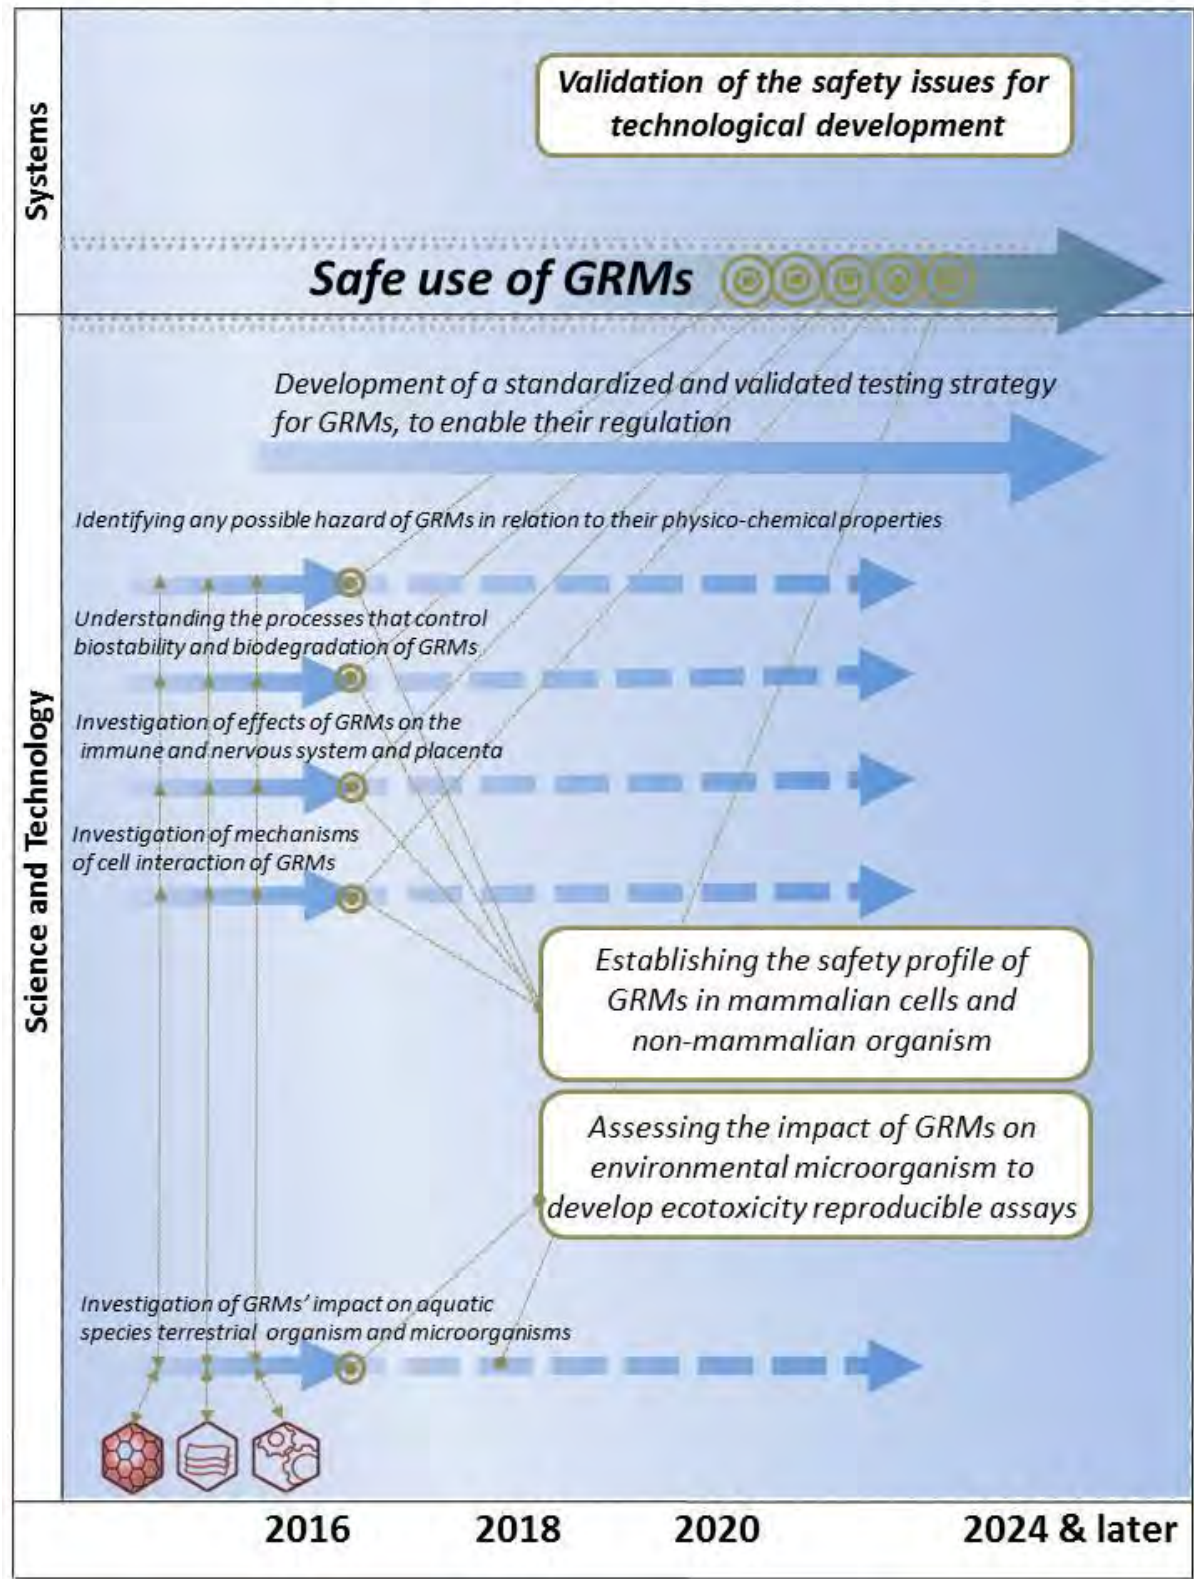 Systems
Validation of the safety issues for
technological development
Safe use of GRMs
Science and Technology
Development of a standardized and validated testing strategy
for GRMs, to enable their regulation
Identifying any possible hazard of GRMs in relation to their physico-chemical properties
Understanding the processes that control
biostability and biodegradation of GRMs
Investigation of effects of GRMs on the
immune and nervous system and placenta
Investigation of mechanisms
of cell interaction of GRMs
Establishing the safety profile of
GRMs in mammalian cells and
non-mammalian organism
Assessing the impact of GRMs on
environmental microorganism to
develop ecotoxicity reproducible assays
Investigation of GRMs' impact on aquatic
species terrestrial organism and microorganisms
2016 2018 2020 2024 & later